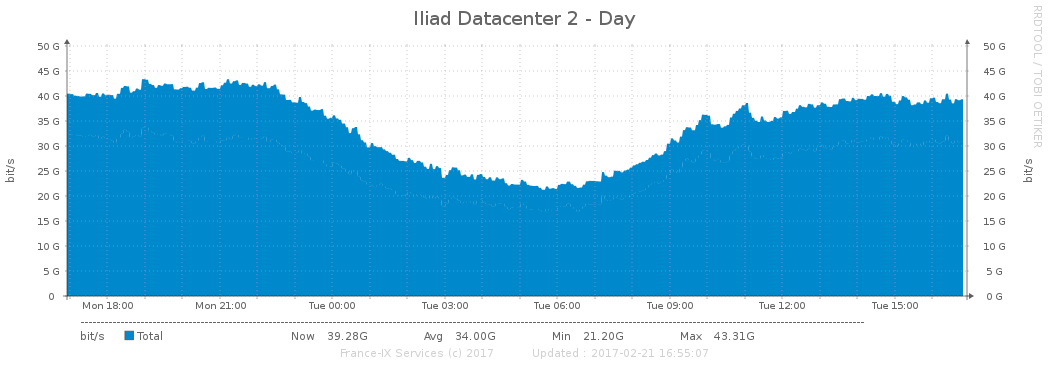 Iliad Datacenter 2 - Day
RRDTOOL / TOBI OETIKER
bit/s
50 G 50 G
45 G 45 G
40 G 40 G
35 G 35 G
30 G 30 G
25 G 25 G
20 G 20 G
15 G 15 G
10 G 10 G
5 G 5 G
0 0 G
bit/s
Mon 18:00 Mon 21:00 Tue 00:00 Tue 03:00 Tue 06:00 Tue 09:00 Tue 12:00 Tue 15:00
bit/s Total Now 39.28G Avg 34.00G Min 21.20G Max 43.31G
France-IX Services (c) 2017 Updated : 2017-02-21 16:55:07